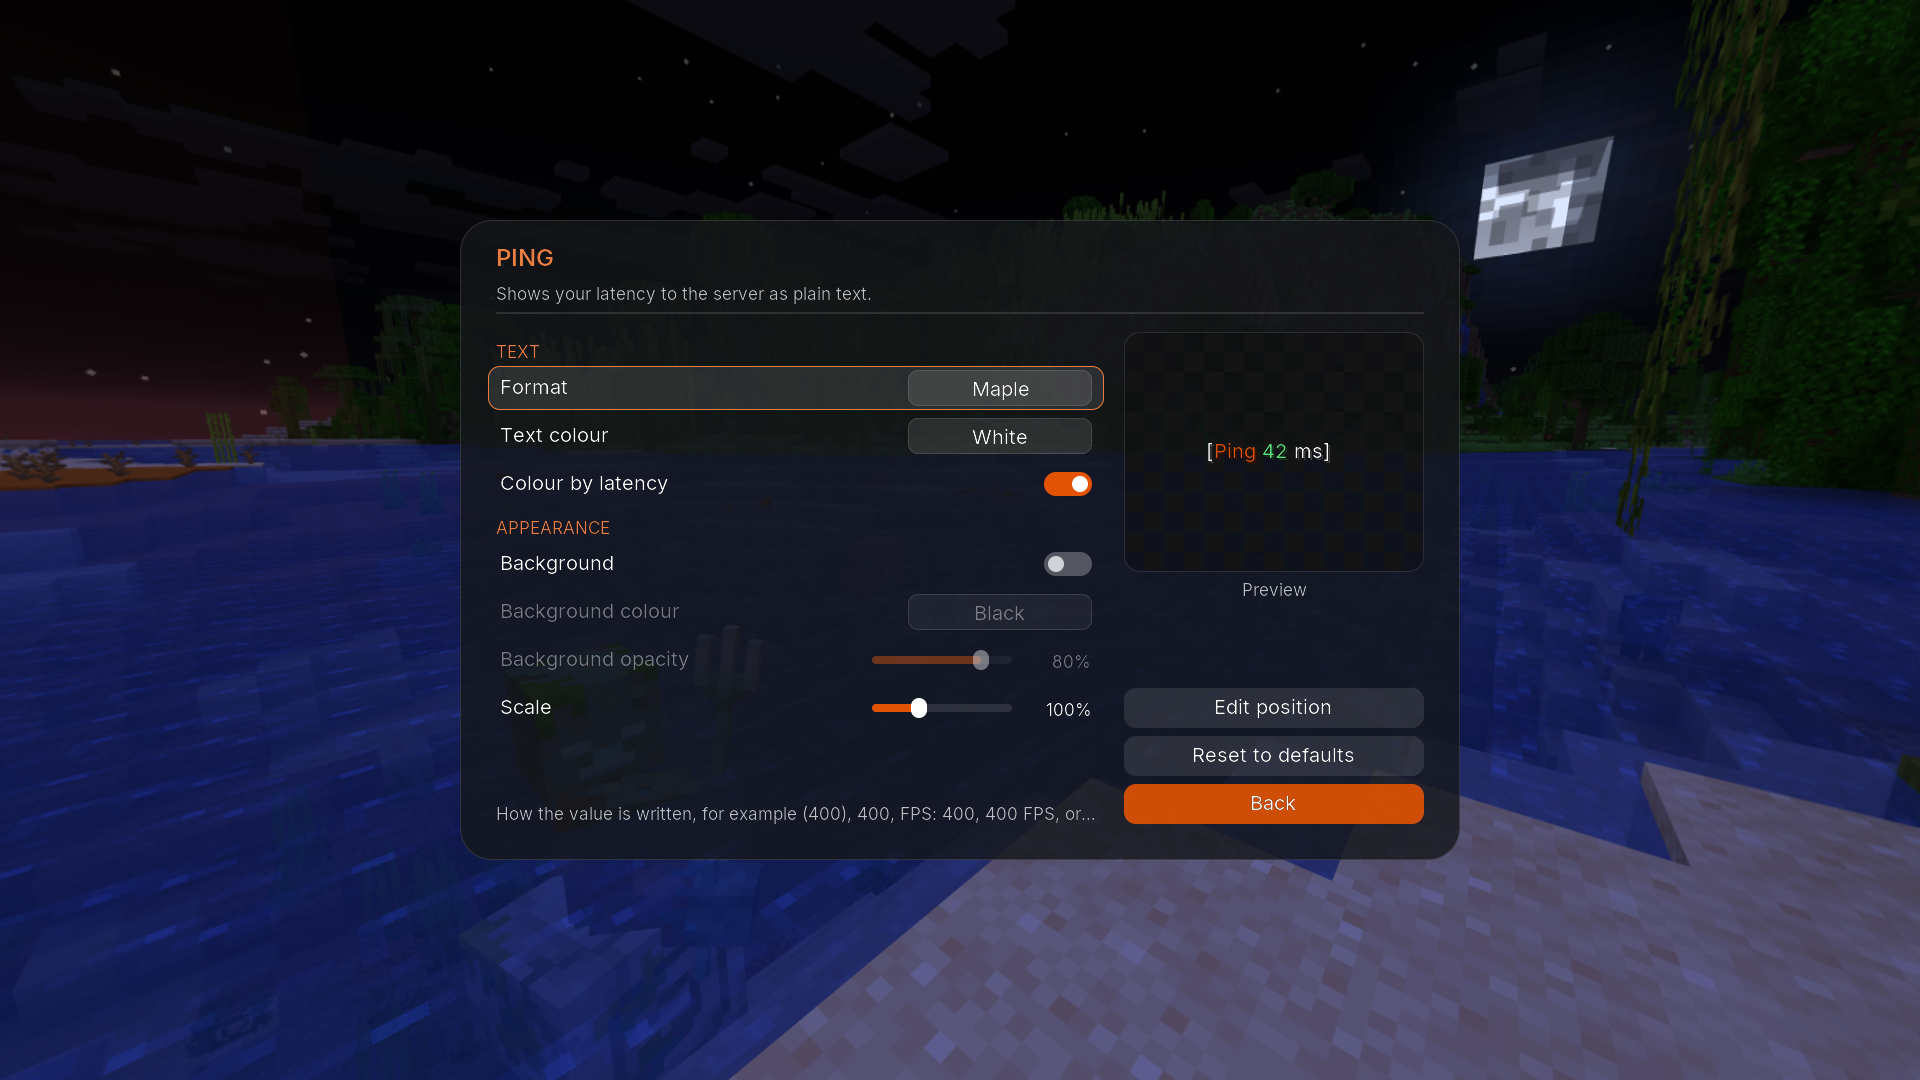 PING
Shows your latency to the server as plain text.
TEXT
Format
Maple
Text colour
White
Colour by latency
APPEARANCE
Background
Background colour
Black
Background opacity
80%
Scale
100%
How the value is written, for example (400), 400, FPS: 400, 400 FPS, or...
[Ping 42 ms]
Preview
Edit position
Reset to defaults
Back